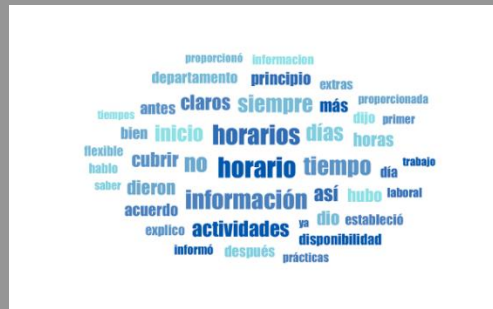 proporcionó informacion
departamento principio extras
antes claros siempre más proporcionada
tiempos dijo primer
bien inicio horarios días horas
flexible
hablo cubrir no horario tiempo día trabajo
saber dieron información así hubo laboral
acuerdo ya dio estableció
explico actividades disponibilidad
informó después prácticas